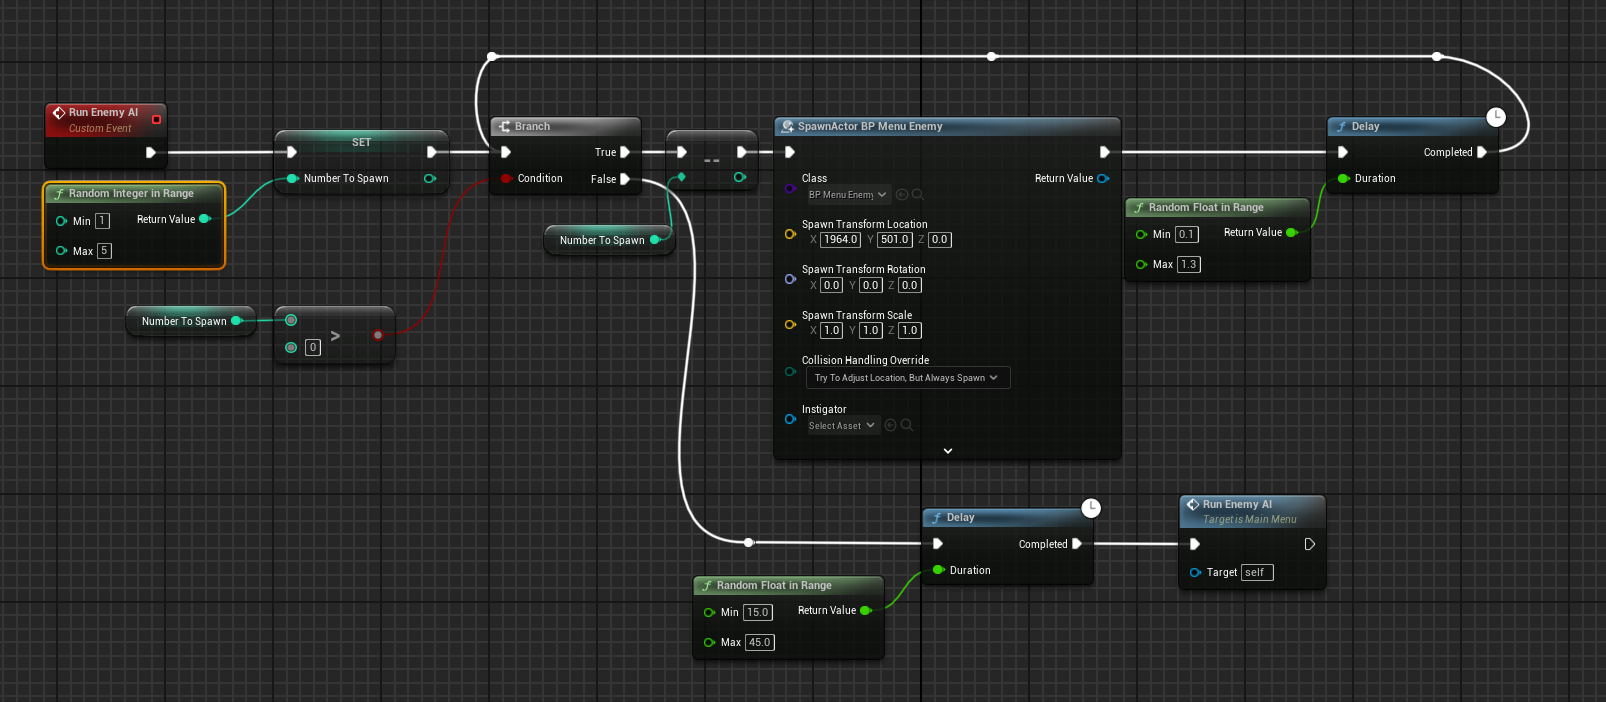 Run Enemy AI
Custom Event
SET
Number To Spawn
Random Integer in Range
Min 1
Return Value
Max 5
Number To Spawn
>
0
Branch
True
Condition
False
--
Number To Spawn
SpawnActor BP Menu Enemy
Return Value
Class
BP Menu Enemy
Spawn Transform Location
X 1964.0 Y 501.0 Z 0.0
Spawn Transform Rotation
X 0.0 Y 0.0 Z 0.0
Spawn Transform Scale
X 1.0 Y 1.0 Z 1.0
Collision Handling Override
Try To Adjust Location, But Always Spawn
Instigator
Select Asset
Delay
Completed
Duration
Random Float in Range
Min 0.1
Return Value
Max 1.3
Delay
Completed
Duration
Random Float in Range
Min 15.0
Return Value
Max 45.0
Run Enemy AI
Target is Main Menu
Target self